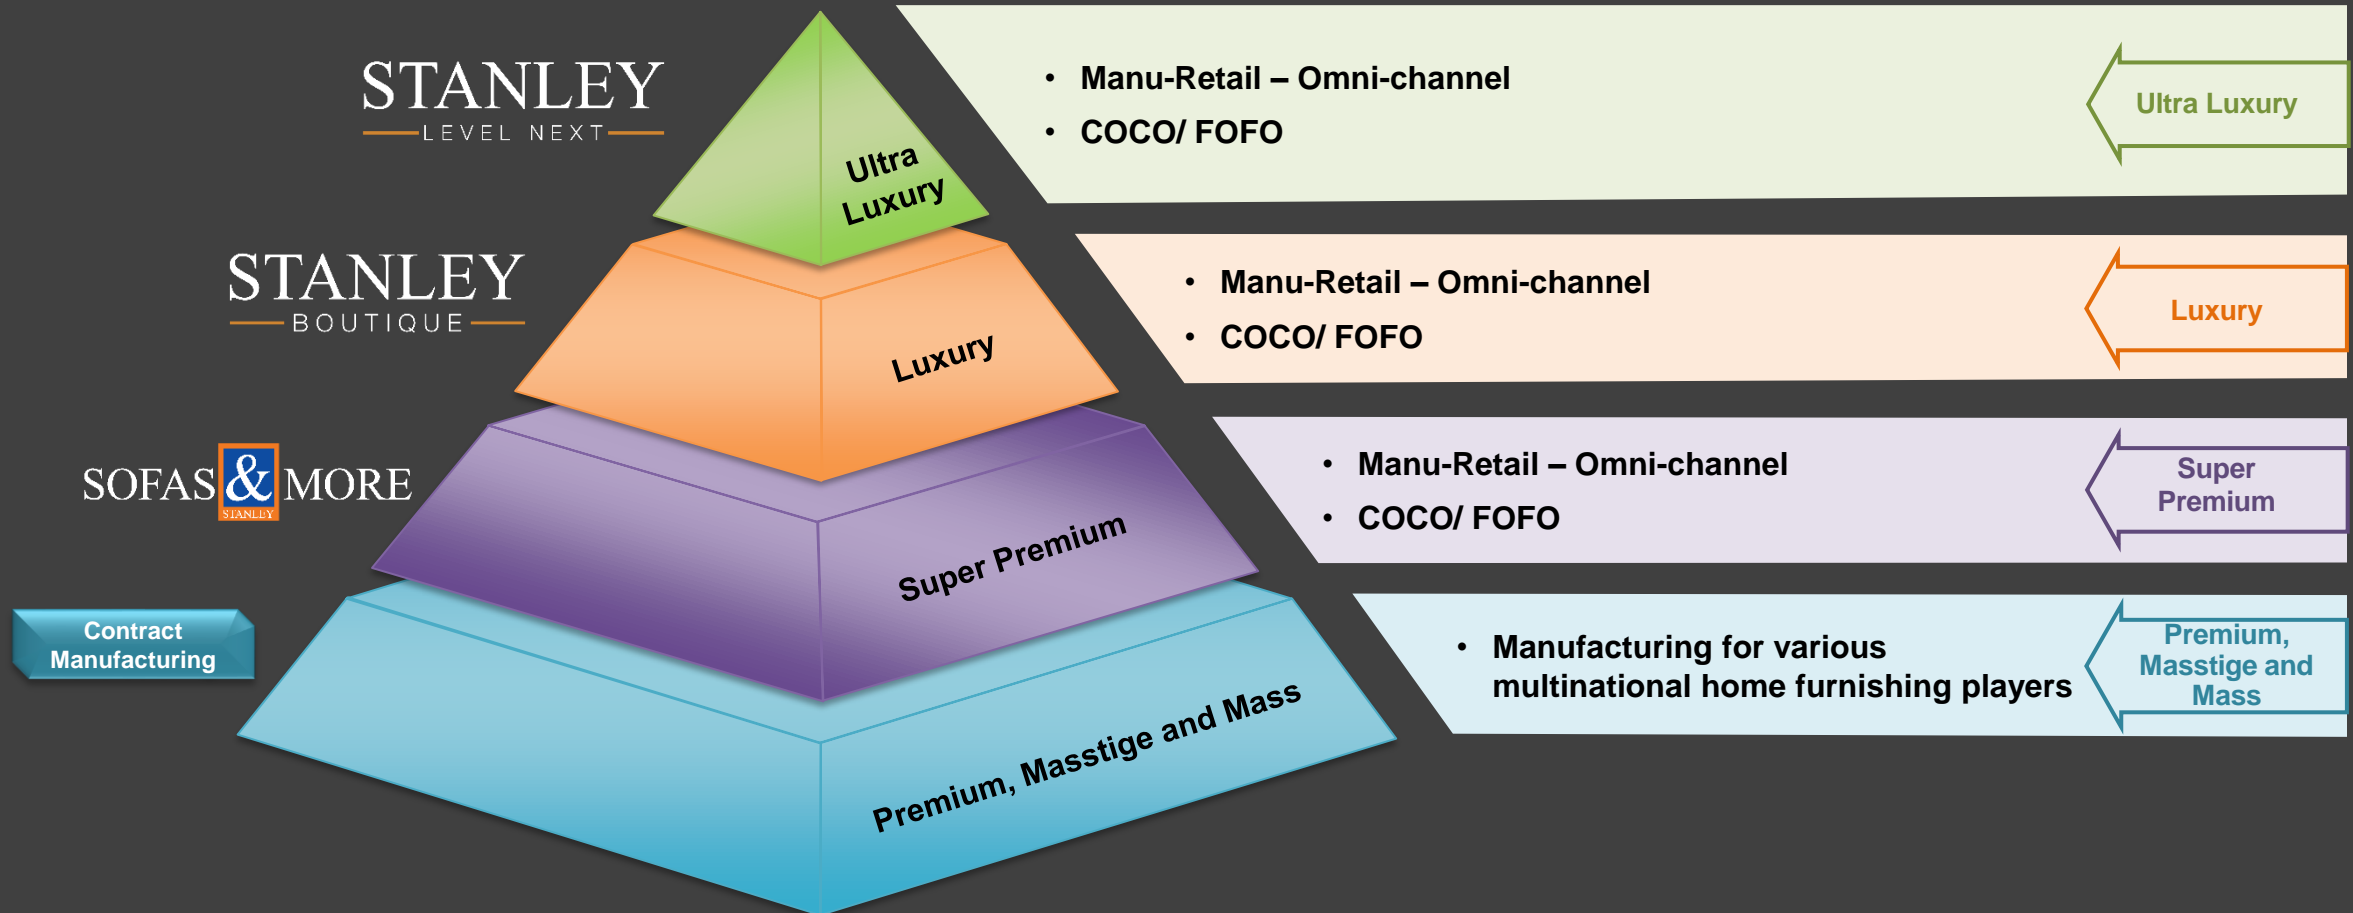 STANLEY
LEVEL NEXT
Ultra
Luxury
• Manu-Retail – Omni-channel
• COCO/ FOFO
Ultra Luxury
STANLEY
BOUTIQUE
Luxury
• Manu-Retail – Omni-channel
• COCO/ FOFO
Luxury
SOFAS & MORE
STANLEY
Super Premium
• Manu-Retail – Omni-channel
• COCO/ FOFO
Super
Premium
Contract
Manufacturing
Premium, Masstige and Mass
• Manufacturing for various
multinational home furnishing players
Premium,
Masstige and
Mass